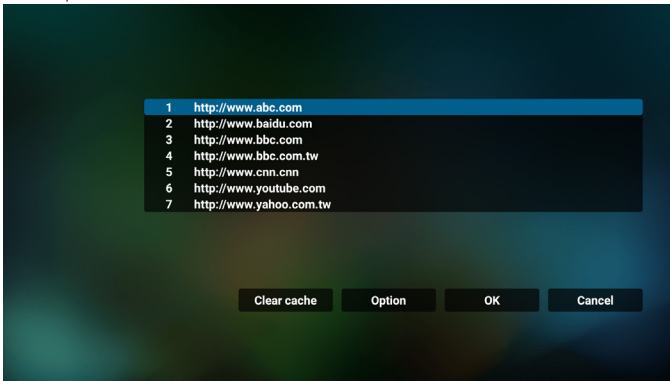 1 http://www.abc.com
2 http://www.baidu.com
3 http://www.bbc.com
4 http://www.bbc.com.tw
5 http://www.cnn.cnn
6 http://www.youtube.com
7 http://www.yahoo.com.tw
Clear cache Option OK Cancel